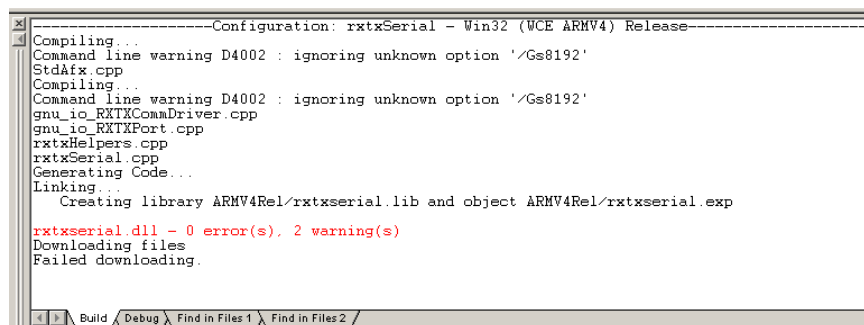 --------------------Configuration: rxtxSerial - Win32 (WCE ARMV4) Release--------------------
Compiling...
Command line warning D4002 : ignoring unknown option '/Gs8192'
StdAfx.cpp
Compiling...
Command line warning D4002 : ignoring unknown option '/Gs8192'
gnu_io_RXTXCommDriver.cpp
gnu_io_RXTXPort.cpp
rxtxHelpers.cpp
rxtxSerial.cpp
Generating Code...
Linking...
   Creating library ARMV4Rel/rxtxserial.lib and object ARMV4Rel/rxtxserial.exp
rxtxserial.dll - 0 error(s), 2 warning(s)
Downloading files
Failed downloading.
Build Debug Find in Files 1 Find in Files 2